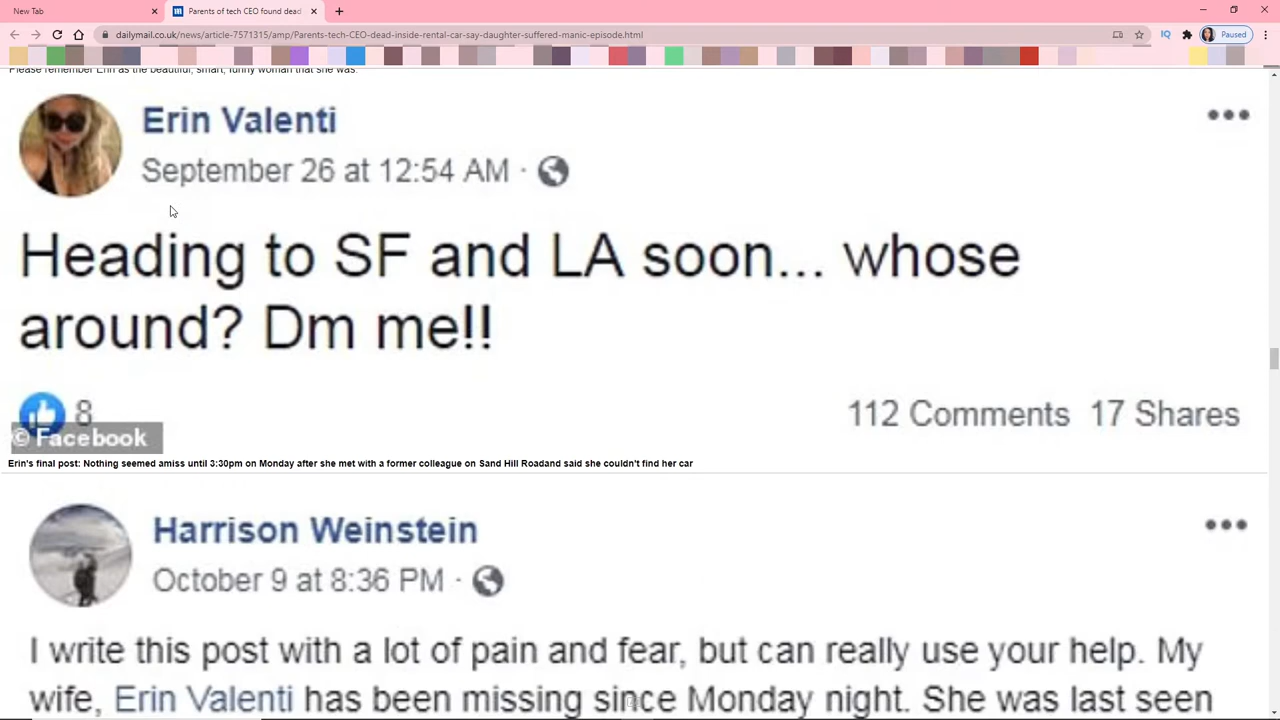 New Tab
Parents of tech CEO found dead
dailymail.co.uk/news/article-7571315/amp/Parents-tech-CEO-dead-inside-rental-car-say-daughter-suffered-manic-episode.html
Paused
Please remember Erin as the beautiful, smart, funny woman that she was.
Erin Valenti
September 26 at 12:54 AM ·
Heading to SF and LA soon... whose
around? Dm me!!
8
112 Comments 17 Shares
© Facebook
Erin's final post: Nothing seemed amiss until 3:30pm on Monday after she met with a former colleague on Sand Hill Roadand said she couldn't find her car
Harrison Weinstein
October 9 at 8:36 PM ·
I write this post with a lot of pain and fear, but can really use your help. My
wife, Erin Valenti has been missing since Monday night. She was last seen